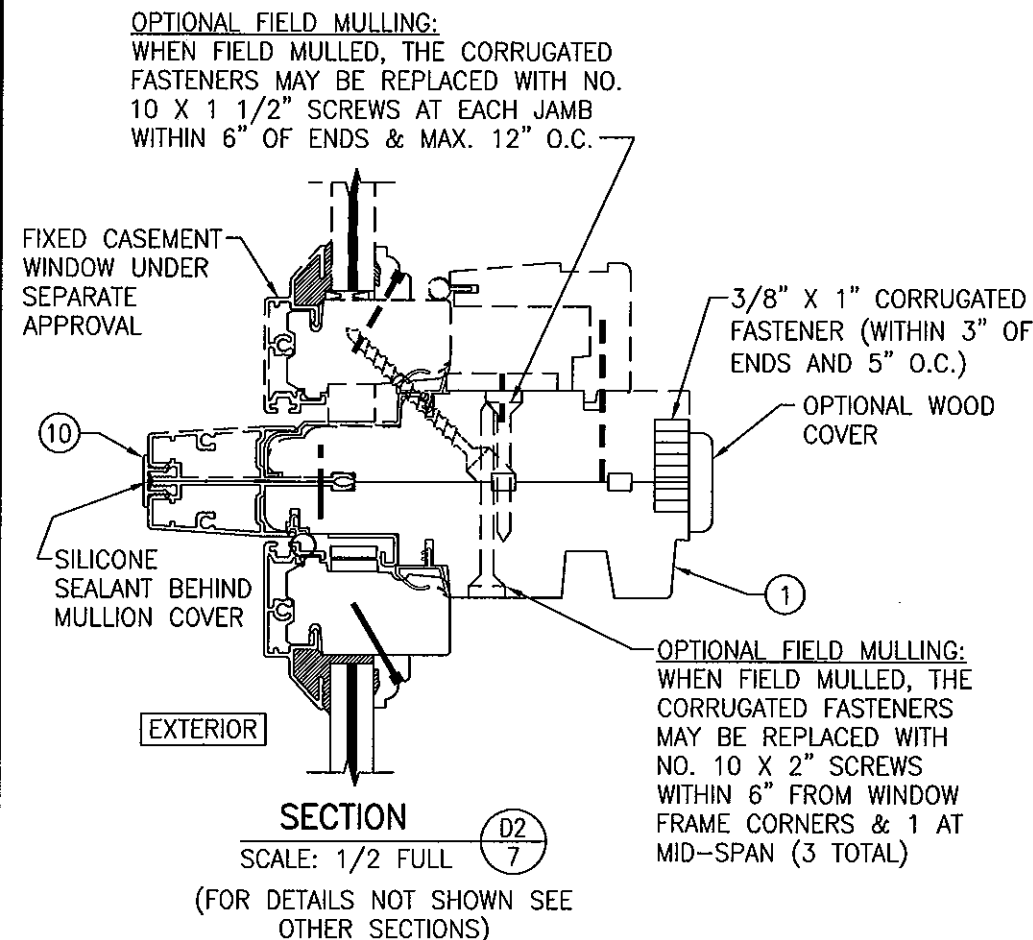 OPTIONAL FIELD MULLING:
WHEN FIELD MULLED, THE CORRUGATED
FASTENERS MAY BE REPLACED WITH NO.
10 X 1 1/2" SCREWS AT EACH JAMB
WITHIN 6" OF ENDS & MAX. 12" O.C.
FIXED CASEMENT
WINDOW UNDER
SEPARATE
APPROVAL
3/8" X 1" CORRUGATED
FASTENER (WITHIN 3" OF
ENDS AND 5" O.C.)
OPTIONAL WOOD
COVER
10
SILICONE
SEALANT BEHIND
MULLION COVER
1
OPTIONAL FIELD MULLING:
WHEN FIELD MULLED, THE
CORRUGATED FASTENERS
MAY BE REPLACED WITH
NO. 10 X 2" SCREWS
WITHIN 6" FROM WINDOW
FRAME CORNERS & 1 AT
MID-SPAN (3 TOTAL)
EXTERIOR
SECTION
D2
7
SCALE: 1/2 FULL
(FOR DETAILS NOT SHOWN SEE
OTHER SECTIONS)